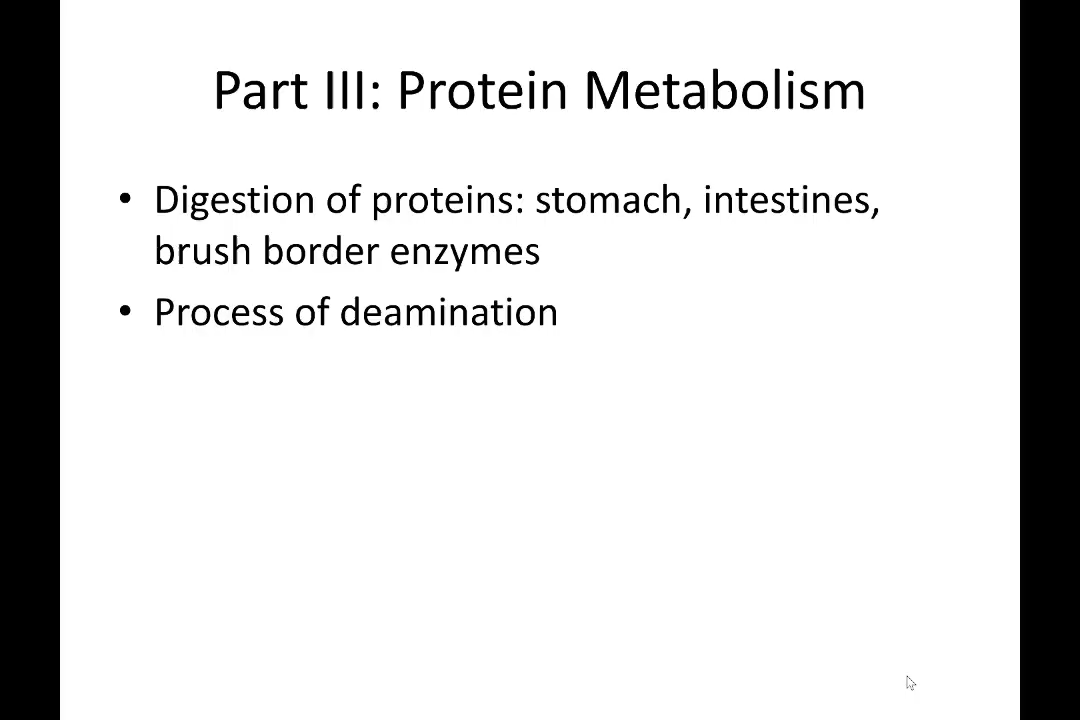 Part III: Protein Metabolism
• Digestion of proteins: stomach, intestines,
brush border enzymes
• Process of deamination